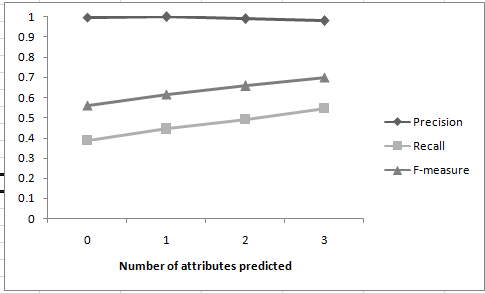 1
0.9
0.8
0.7
0.6
0.5
0.4
0.3
0.2
0.1
0
0 1 2 3
Number of attributes predicted
Precision
Recall
F-measure